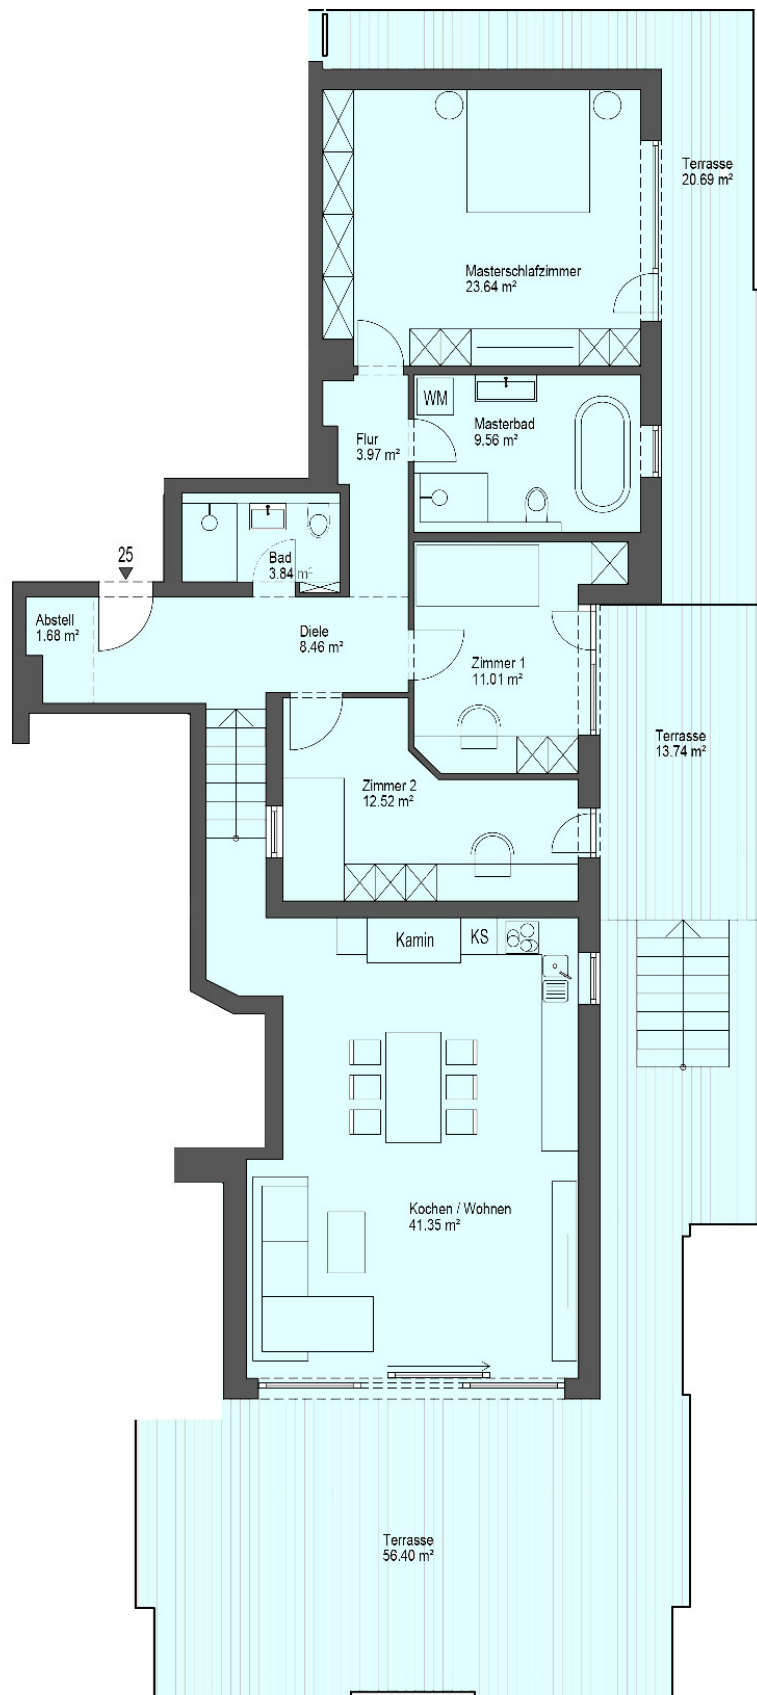 Terrasse
20.69 m²
Masterschlafzimmer
23.64 m²
WM
Masterbad
9.56 m²
Flur
3.97 m²
25
Bad
3.84 m²
Abstell
1.68 m²
Diele
8.46 m²
Zimmer 1
11.01 m²
Terrasse
13.74 m²
Zimmer 2
12.52 m²
Kamin
KS
Kochen / Wohnen
41.35 m²
Terrasse
56.40 m²